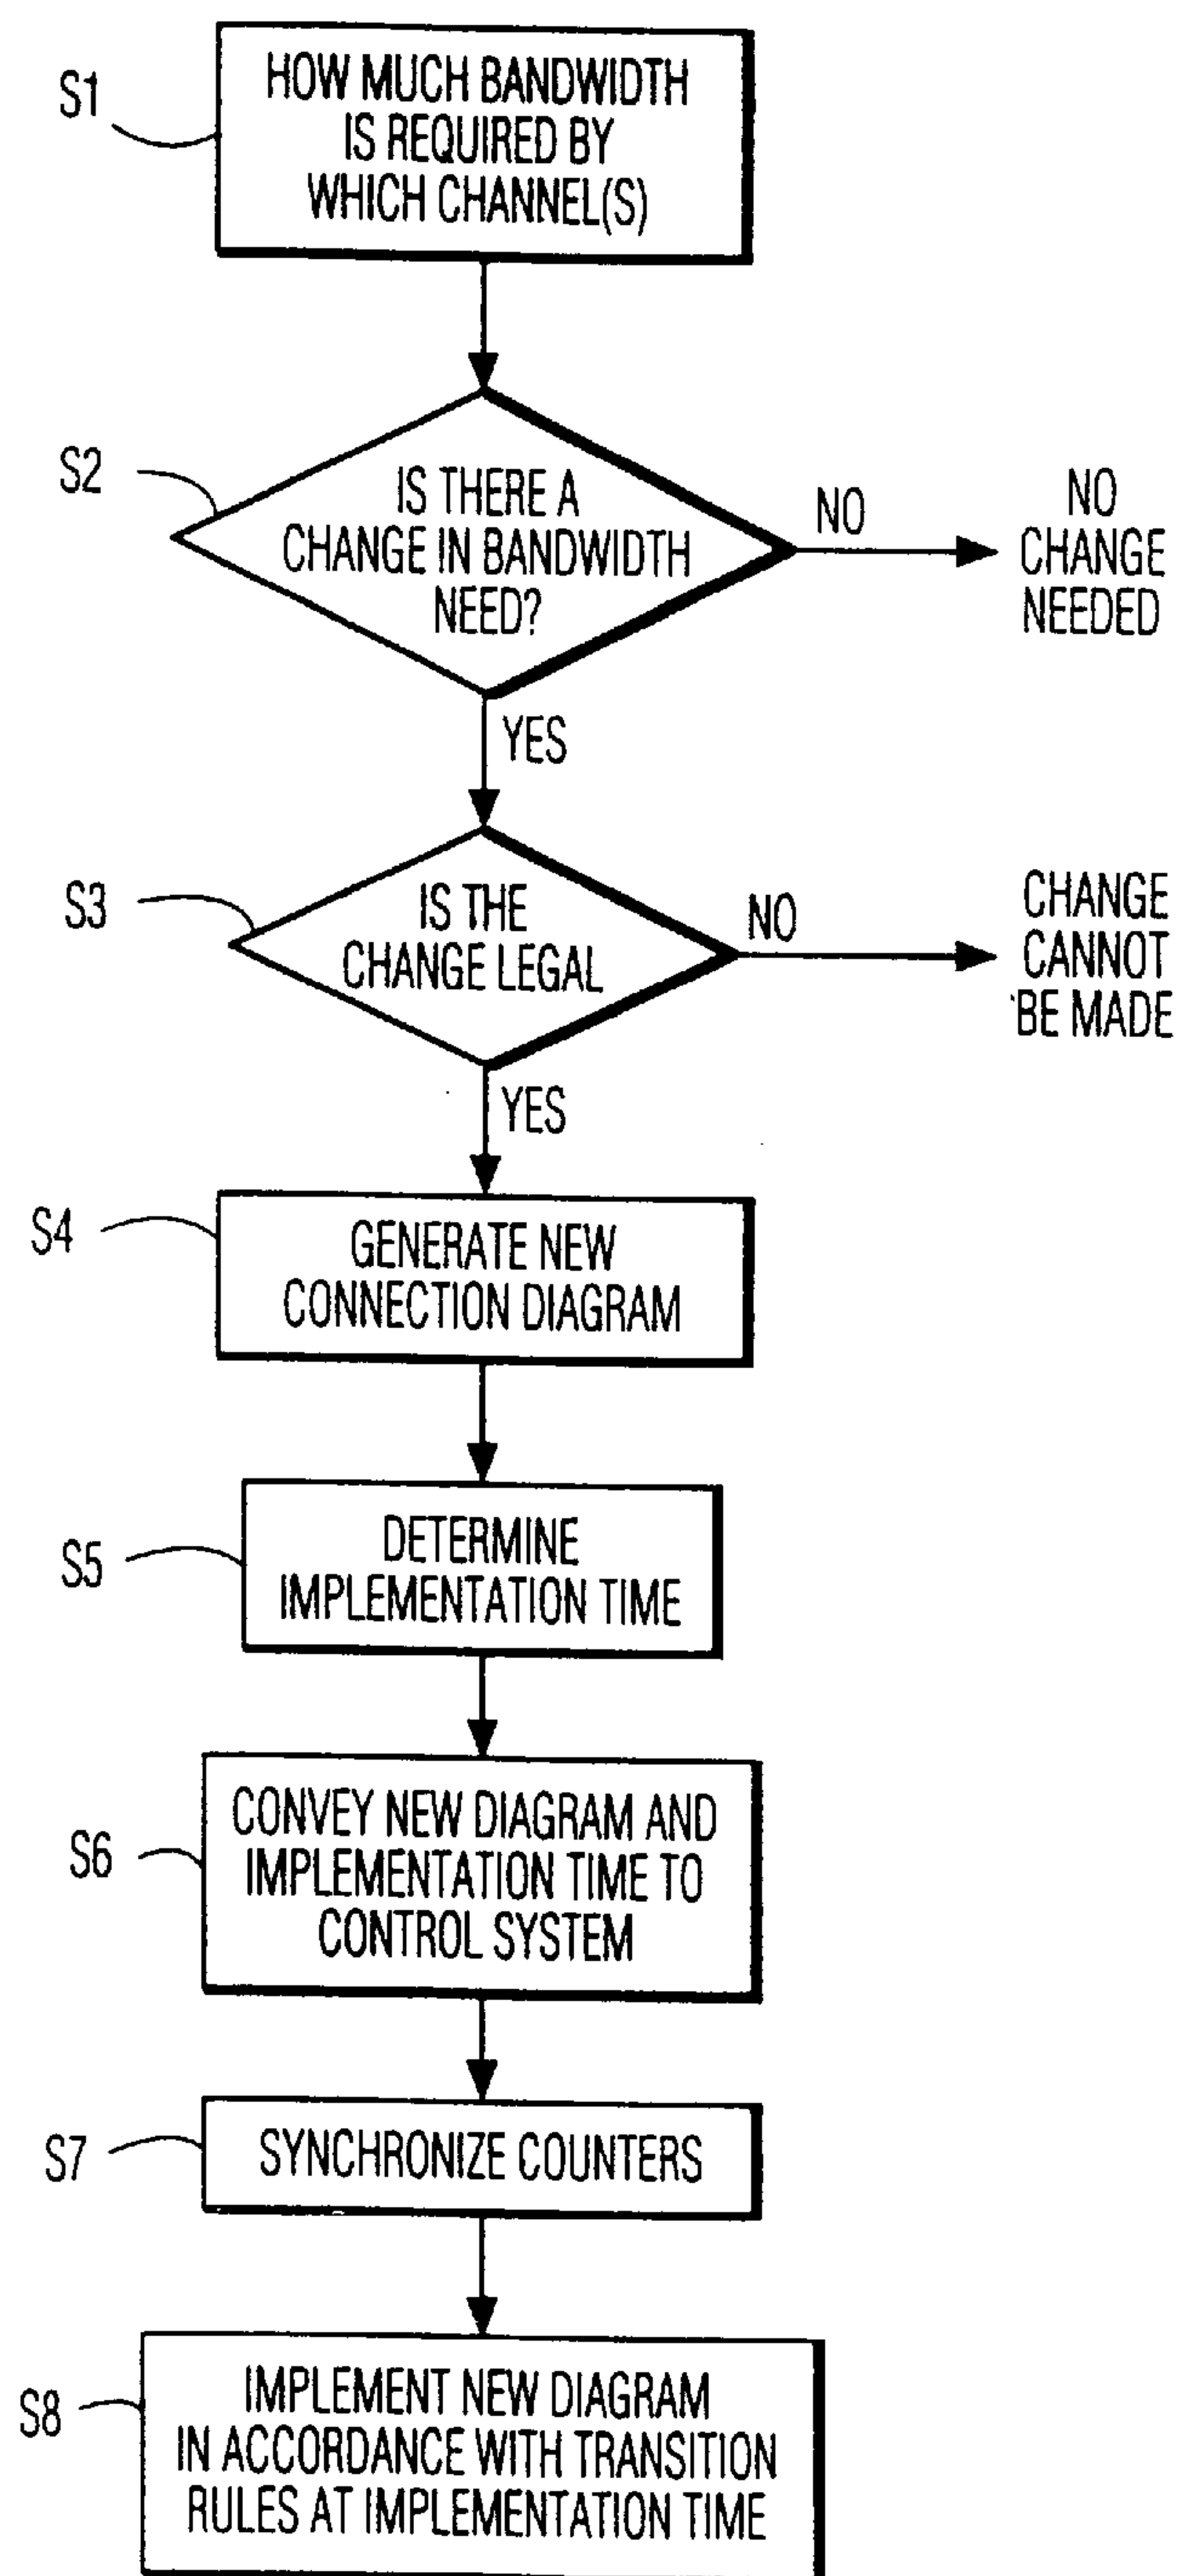 S1
HOW MUCH BANDWIDTH
IS REQUIRED BY
WHICH CHANNEL(S)
S2
IS THERE A
CHANGE IN BANDWIDTH
NEED?
NO
NO
CHANGE
NEEDED
YES
S3
IS THE
CHANGE LEGAL
NO
CHANGE
CANNOT
BE MADE
YES
S4
GENERATE NEW
CONNECTION DIAGRAM
S5
DETERMINE
IMPLEMENTATION TIME
S6
CONVEY NEW DIAGRAM AND
IMPLEMENTATION TIME TO
CONTROL SYSTEM
S7
SYNCHRONIZE COUNTERS
S8
IMPLEMENT NEW DIAGRAM
IN ACCORDANCE WITH TRANSITION
RULES AT IMPLEMENTATION TIME